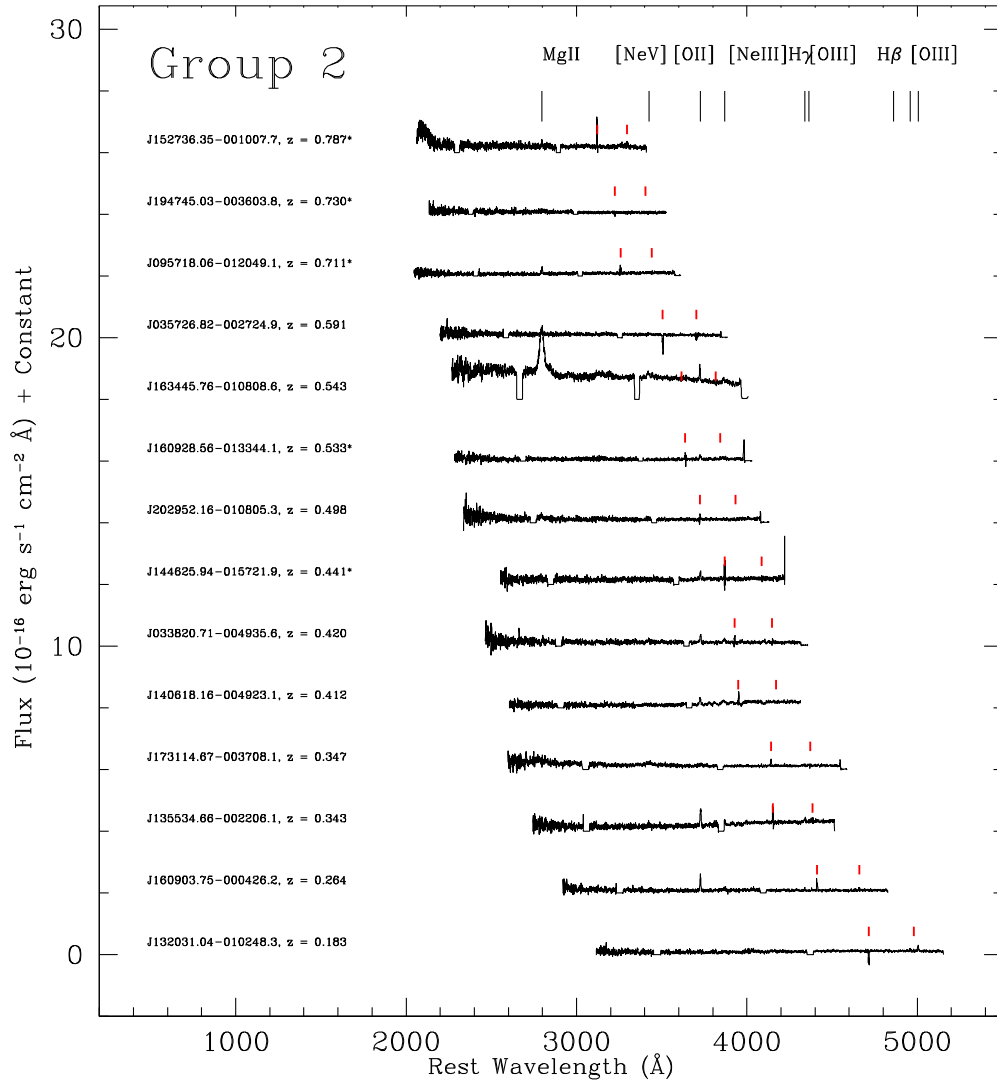 30
Group 2
MgII [NeV] [OII] [NeIII] Hγ [OIII] Hβ [OIII]
J152736.35-001007.7, z = 0.787*
J194745.03-003603.8, z = 0.730*
J095718.06-012049.1, z = 0.711*
J035726.82-002724.9, z = 0.591
20
J163445.76-010808.6, z = 0.543
J160928.56-013344.1, z = 0.533*
J202952.16-010805.3, z = 0.498
J144625.94-015721.9, z = 0.441*
J033820.71-004935.6, z = 0.420
10
J140618.16-004923.1, z = 0.412
J173114.67-003708.1, z = 0.347
J135534.66-002206.1, z = 0.343
J160903.75-000426.2, z = 0.264
J132031.04-010248.3, z = 0.183
0
Flux (10⁻¹⁶ erg s⁻¹ cm⁻² Å) + Constant
1000 2000 3000 4000 5000
Rest Wavelength (Å)